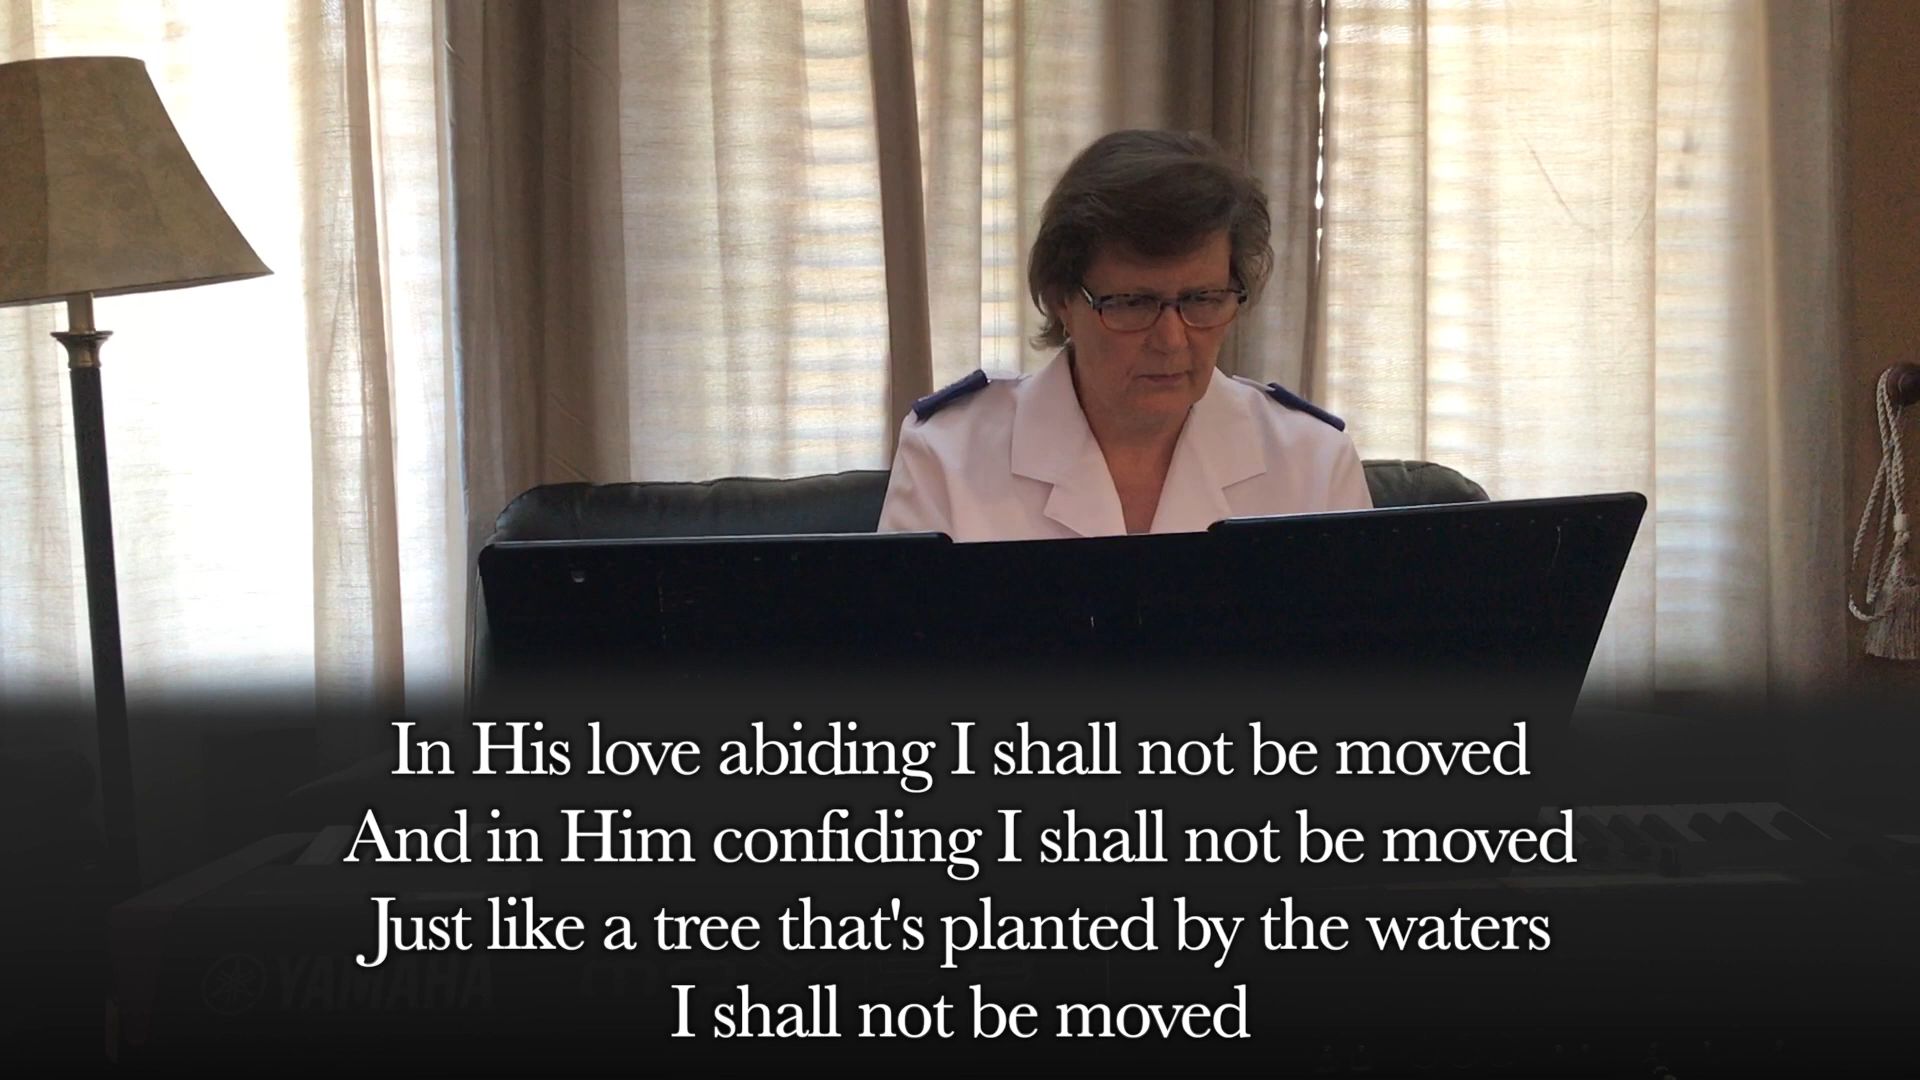 In His love abiding I shall not be moved
And in Him confiding I shall not be moved
Just like a tree that's planted by the waters
I shall not be moved
YAMAHA